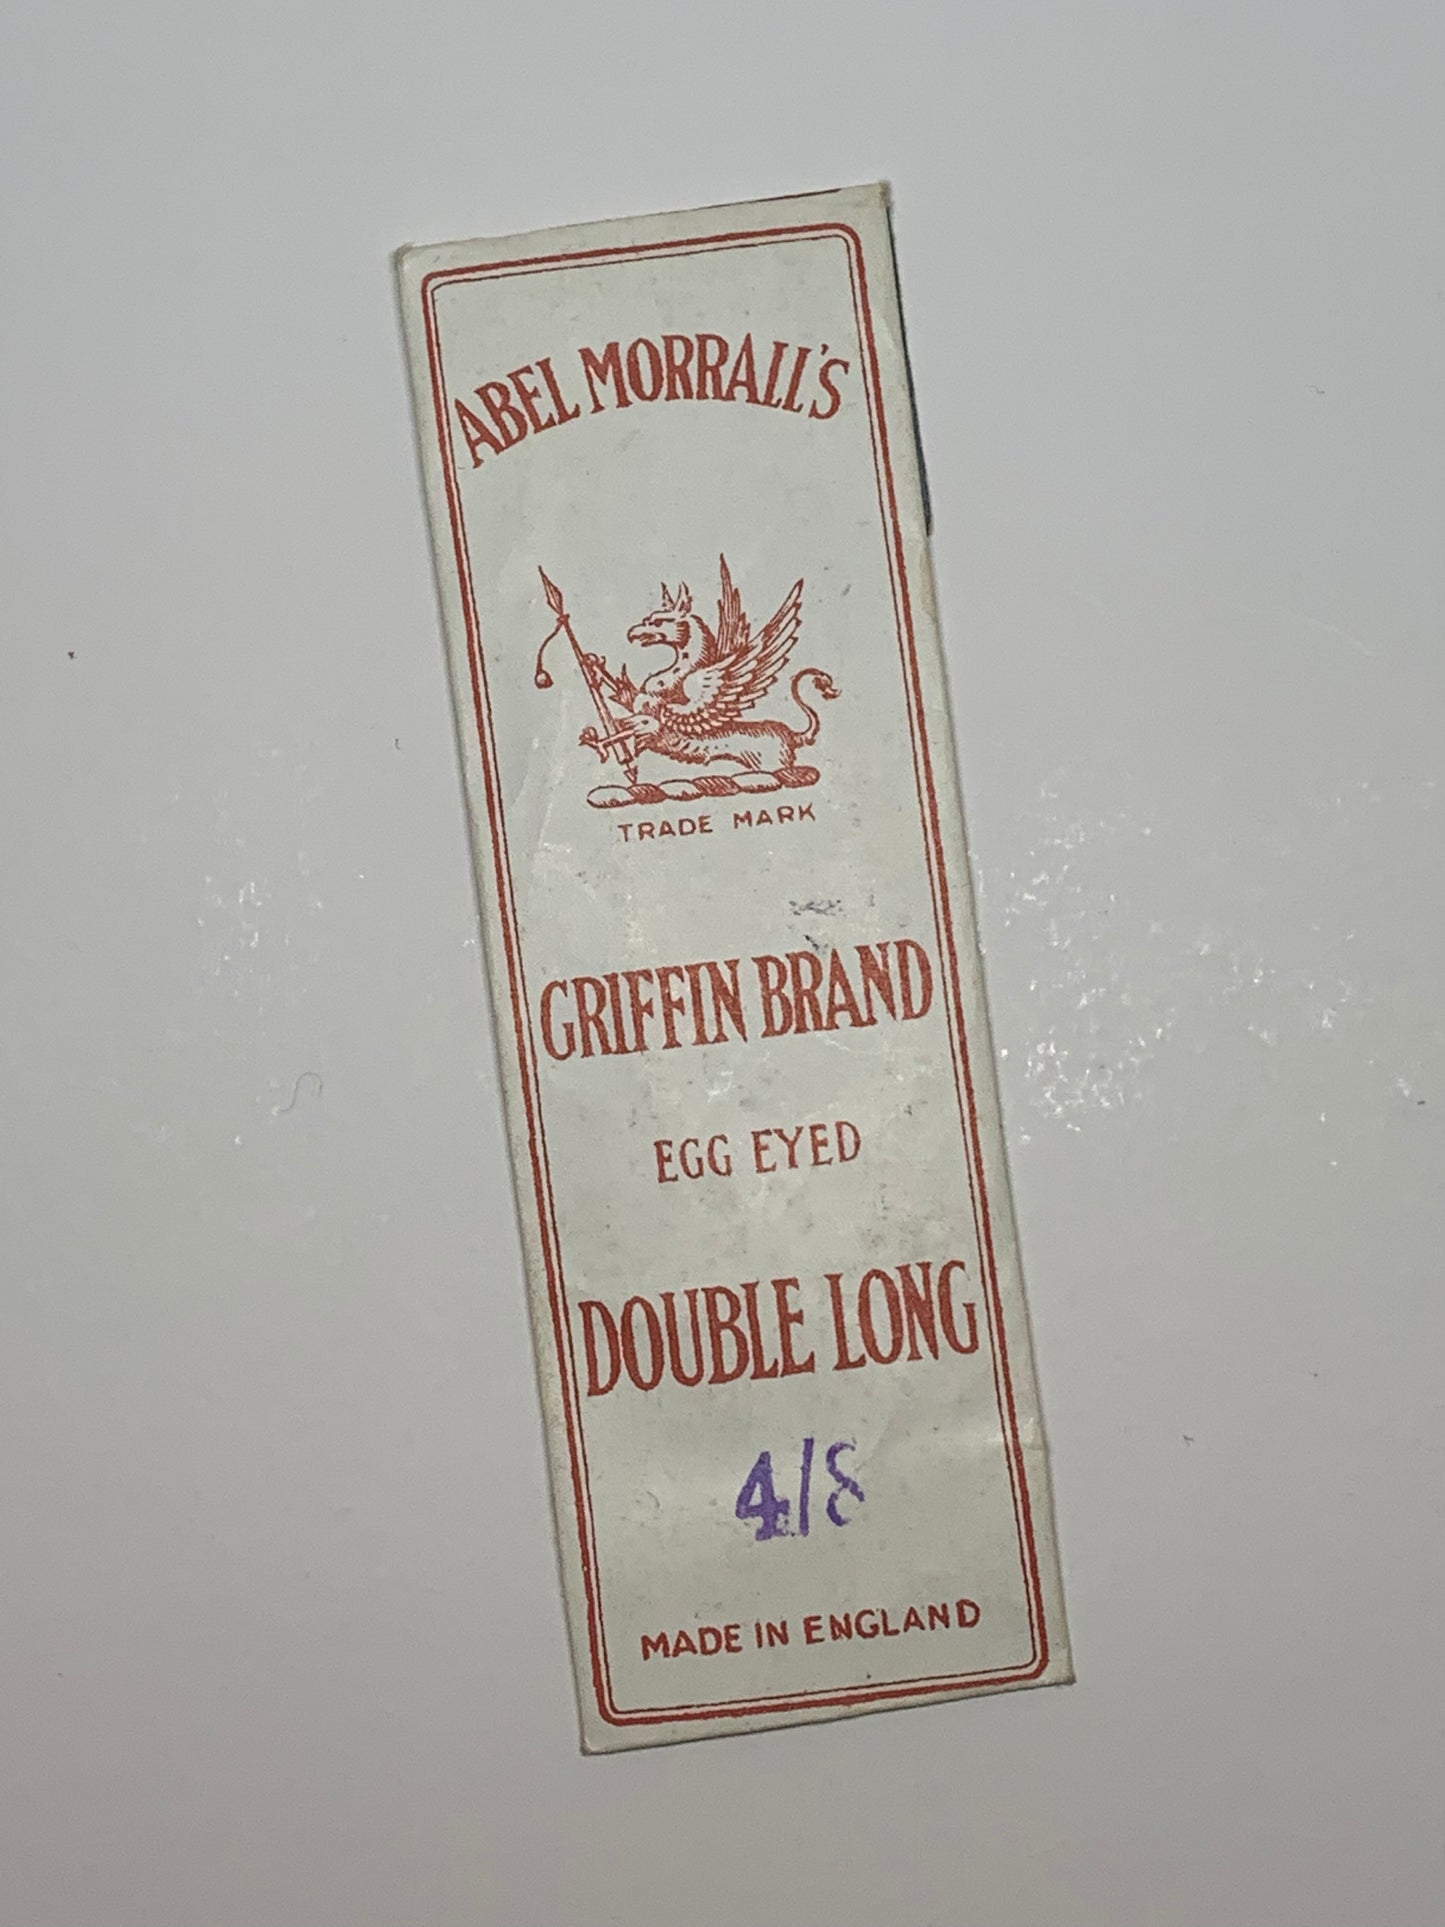 ABEL MORRALL'S
TRADE MARK
GRIFFIN BRAND
EGG EYED
DOUBLE LONG
4/8
MADE IN ENGLAND